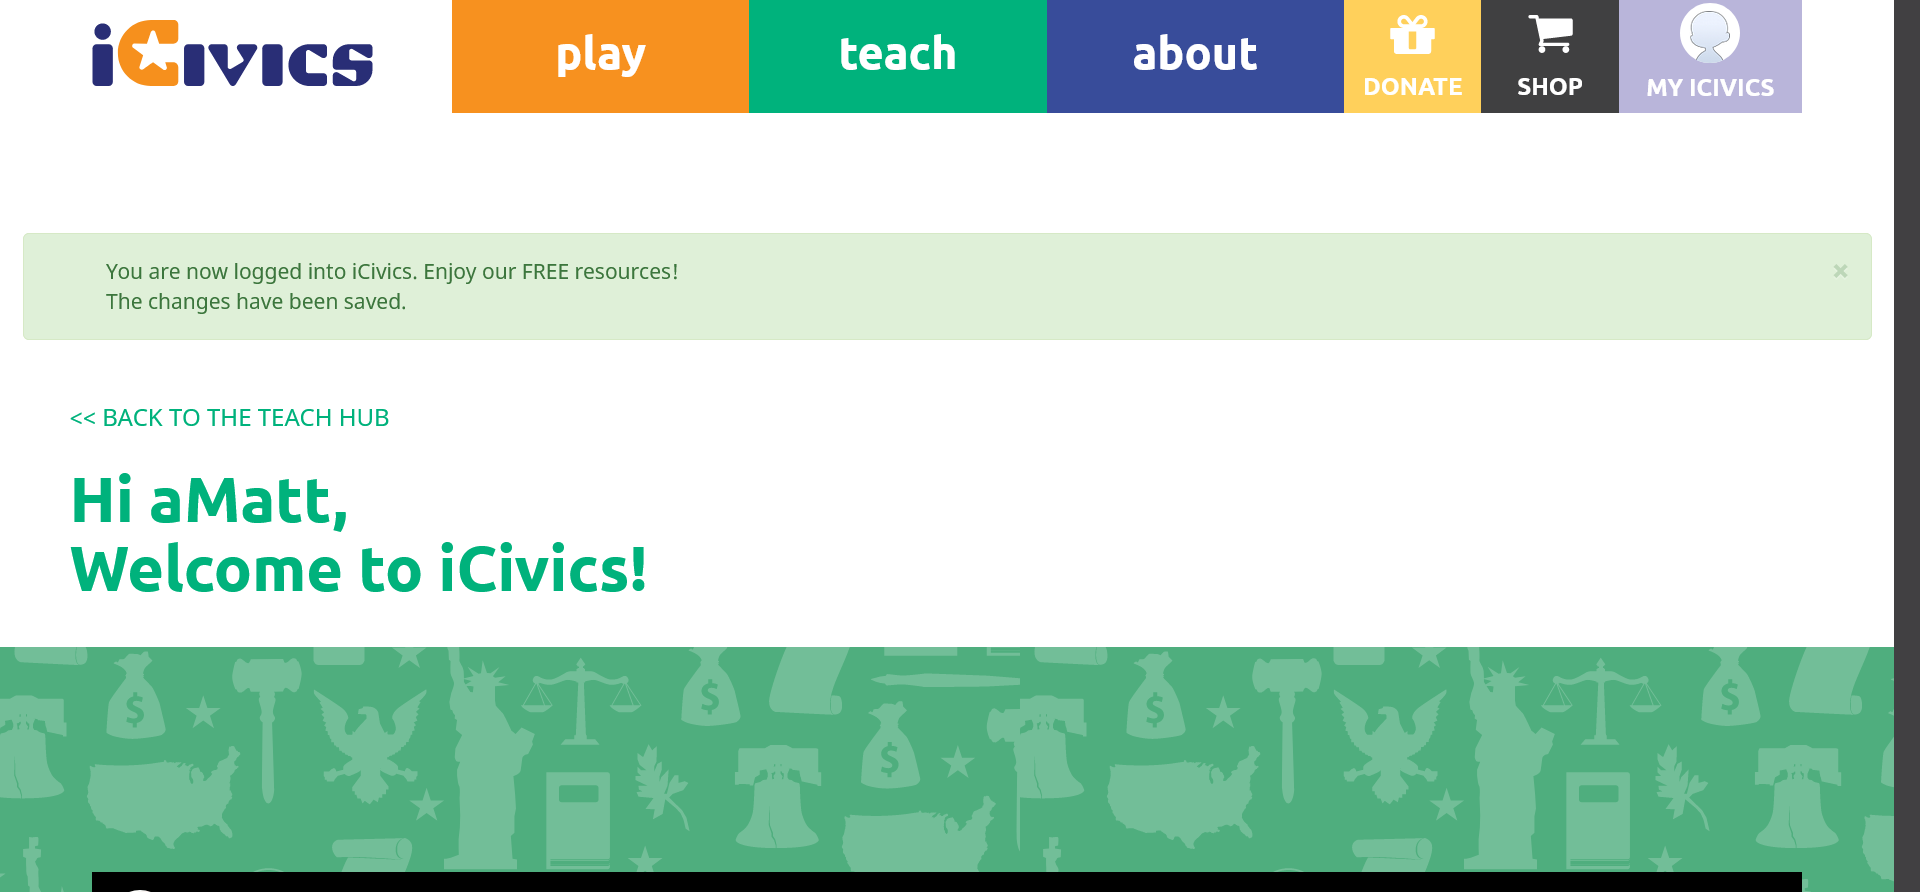 iCivics
play
teach
about
DONATE
SHOP
MY ICIVICS
You are now logged into iCivics. Enjoy our FREE resources!
The changes have been saved.
×
<< BACK TO THE TEACH HUB
Hi aMatt,
Welcome to iCivics!
$ $ $ $ $